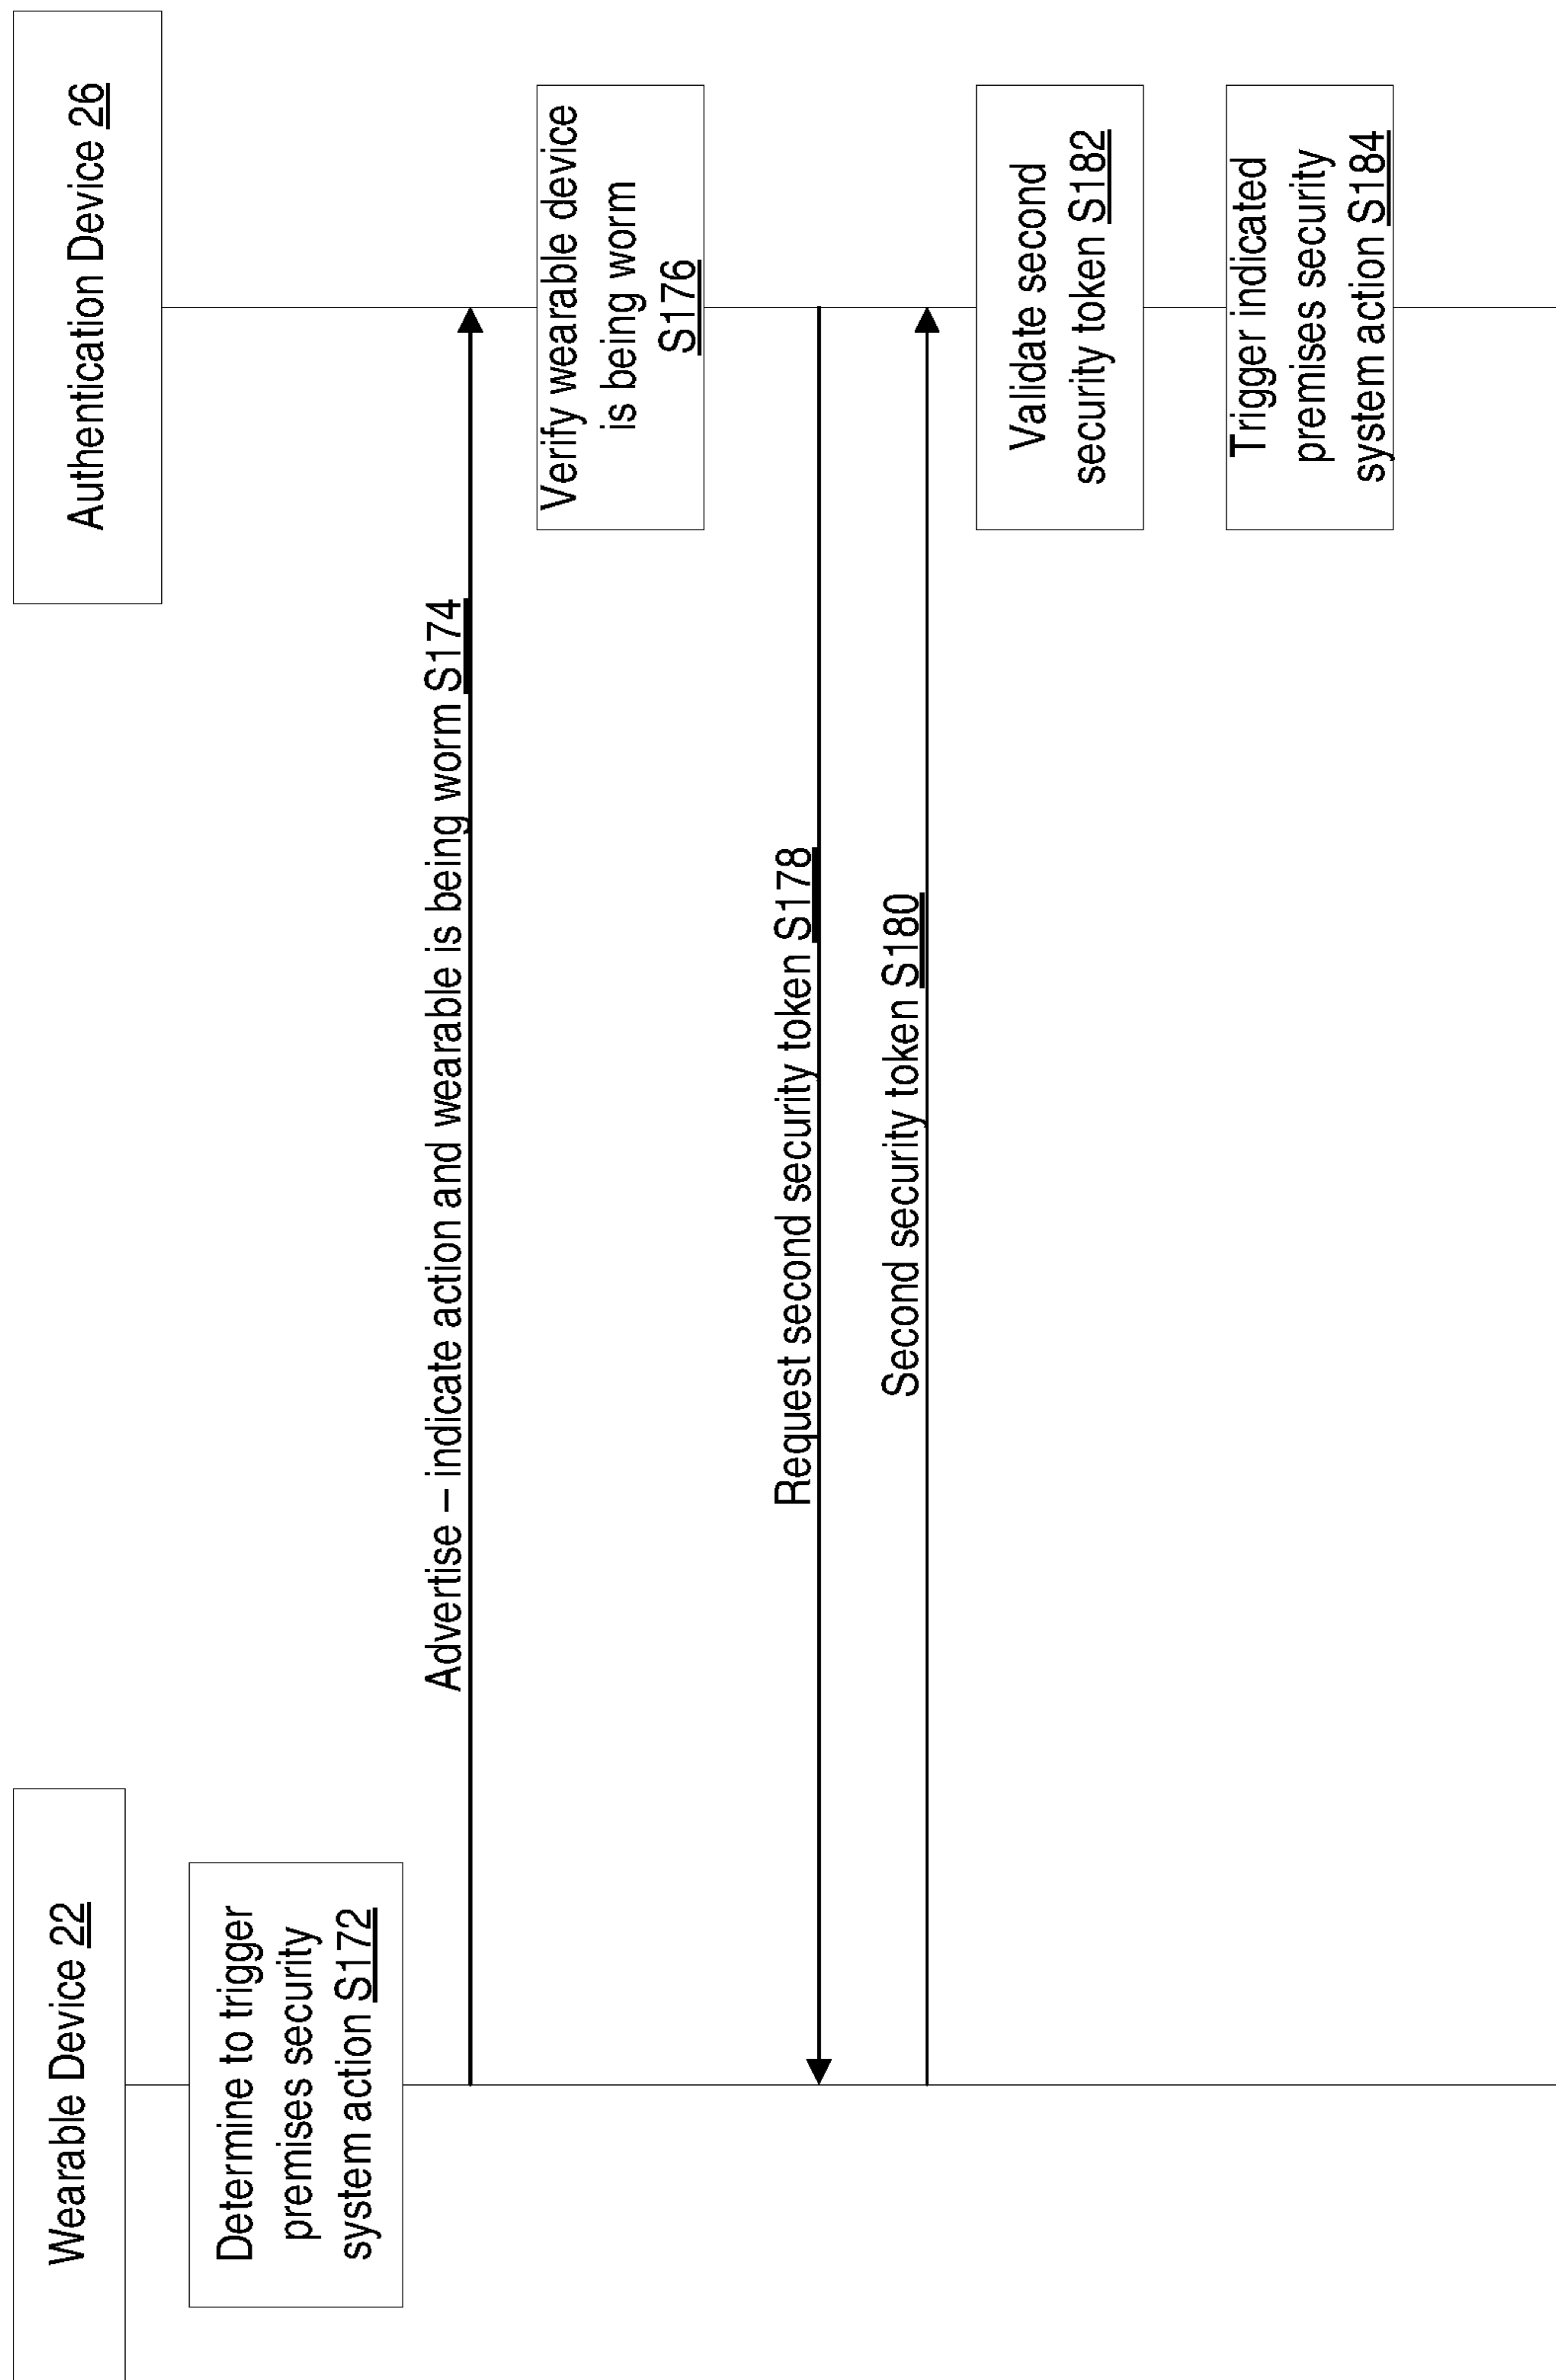 Wearable Device 22
Authentication Device 26
Determine to trigger
premises security
system action S172
Advertise – indicate action and wearable is being worm S174
Verify wearable device
is being worm
S176
Request second security token S178
Second security token S180
Validate second
security token S182
Trigger indicated
premises security
system action S184